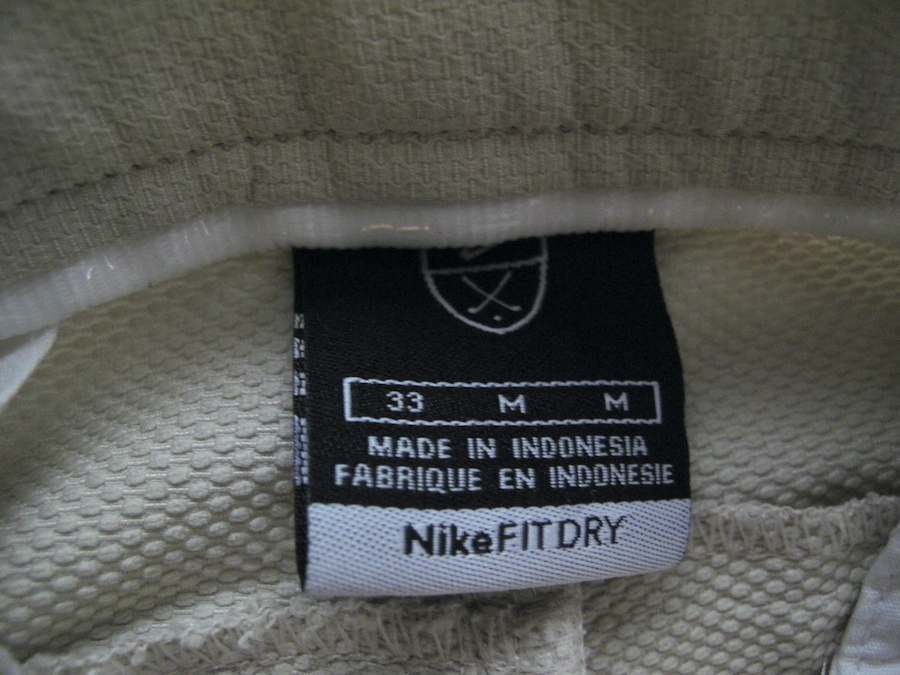 33 M M
MADE IN INDONESIA
FABRIQUE EN INDONESIE
NikeFITDRY